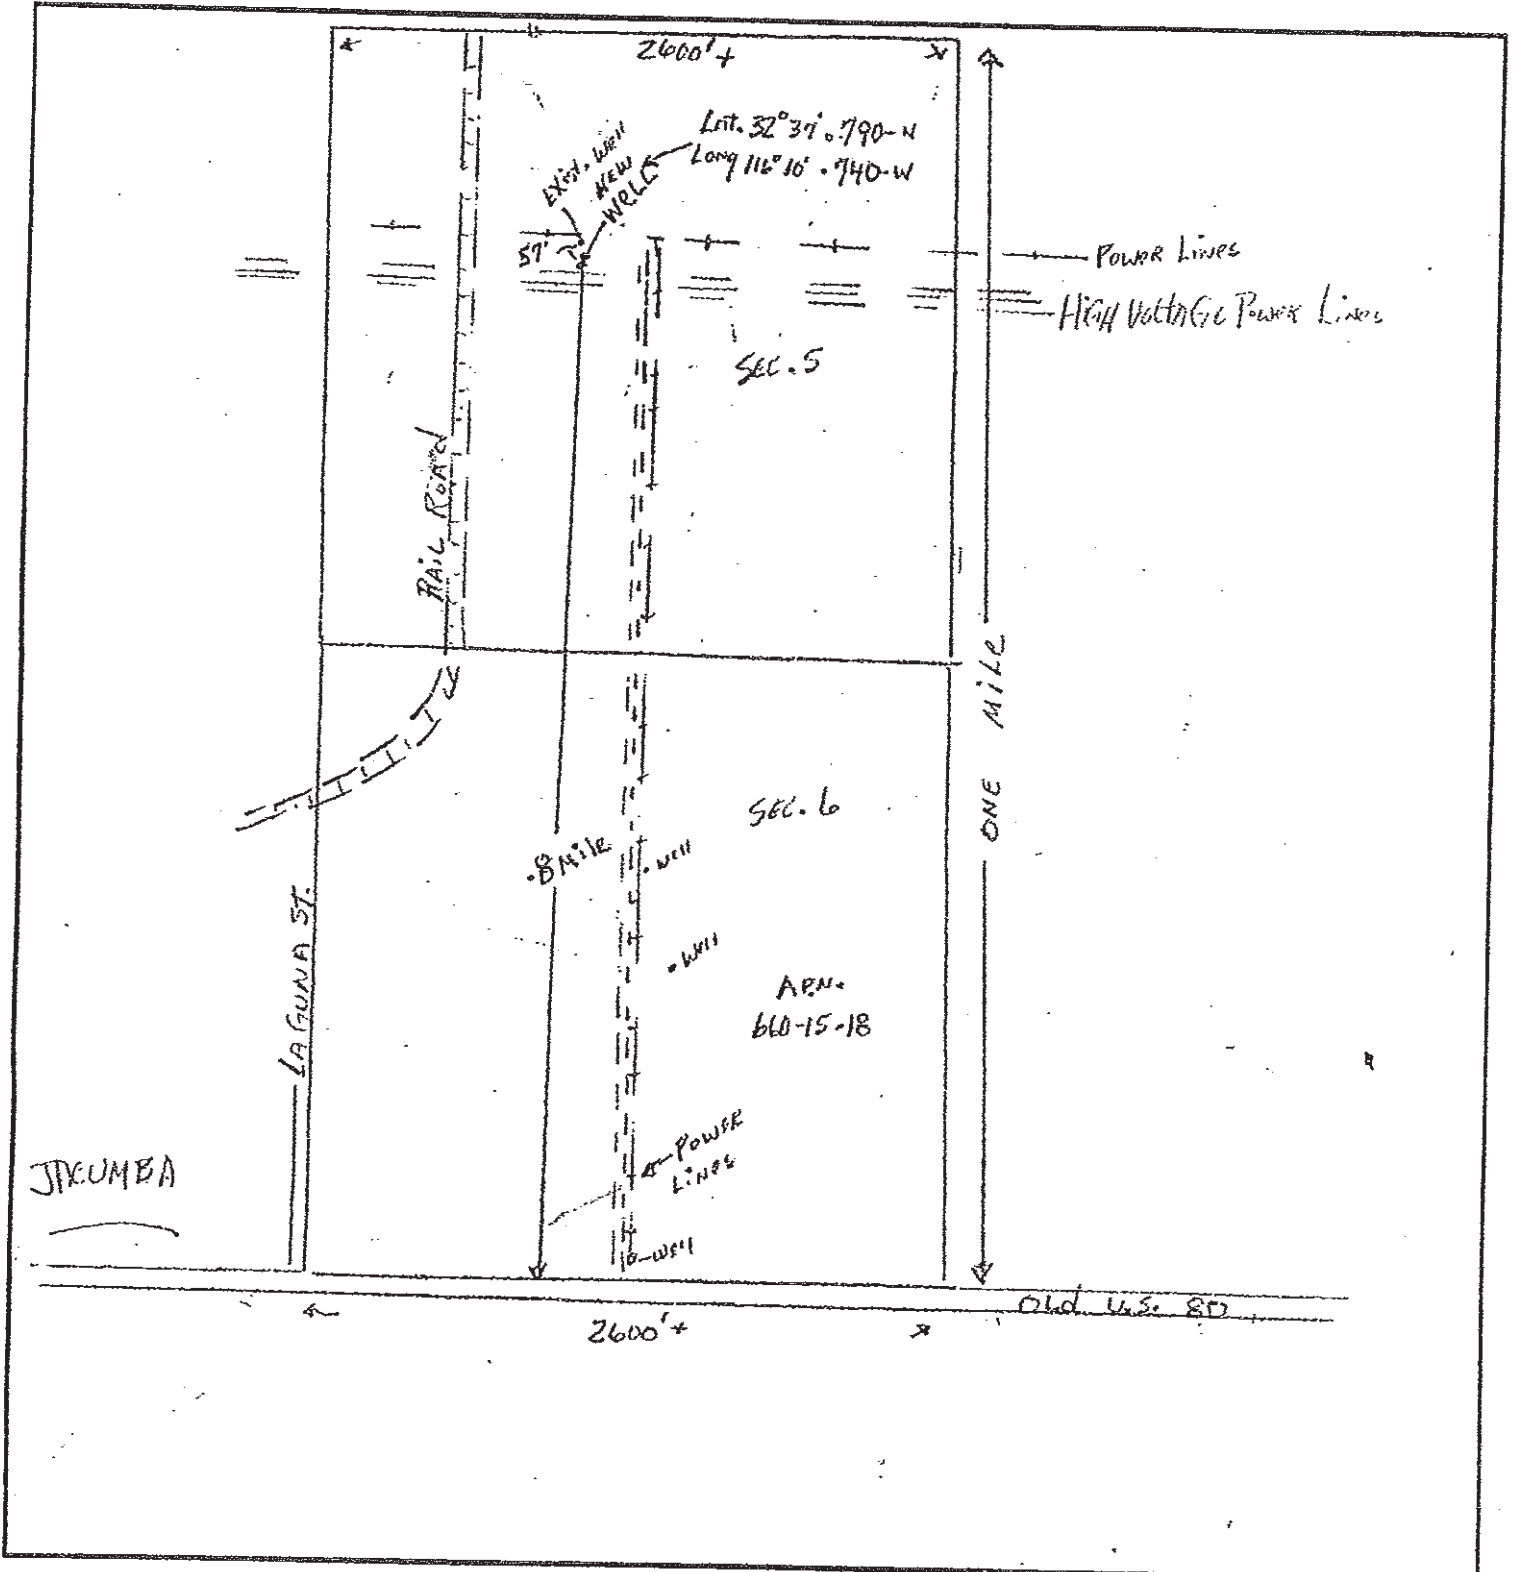 2600'±
Lat. 32° 37' .790-N
Long 116° 10' .740-W
Exist. Well
NEW
WELL
57'
Power Lines
HIGH VOLTAGE Power Lines
SEC. 5
RAIL ROAD
ONE MILE
SEC. 6
.8 Mile
• Well
• Well
LAGUNA ST.
A.P.N.
660-15-18
POWER
LINES
JACUMBA
o-Well
Old U.S. 80
2600'±